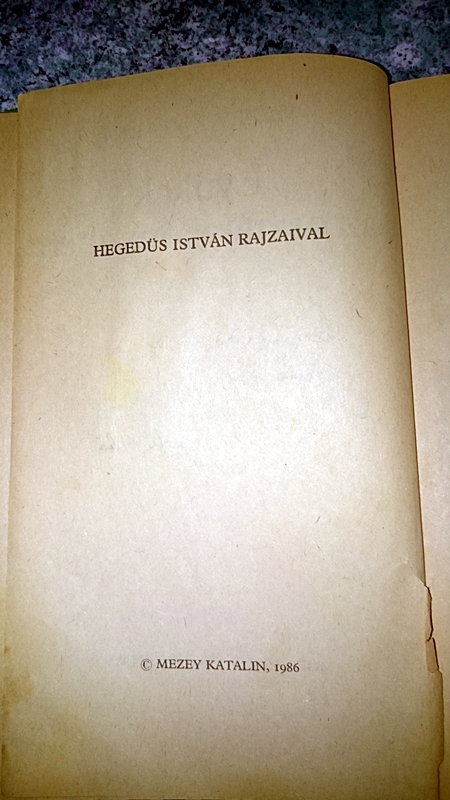 HEGEDÜS ISTVÁN RAJZAIVAL
© MEZEY KATALIN, 1986